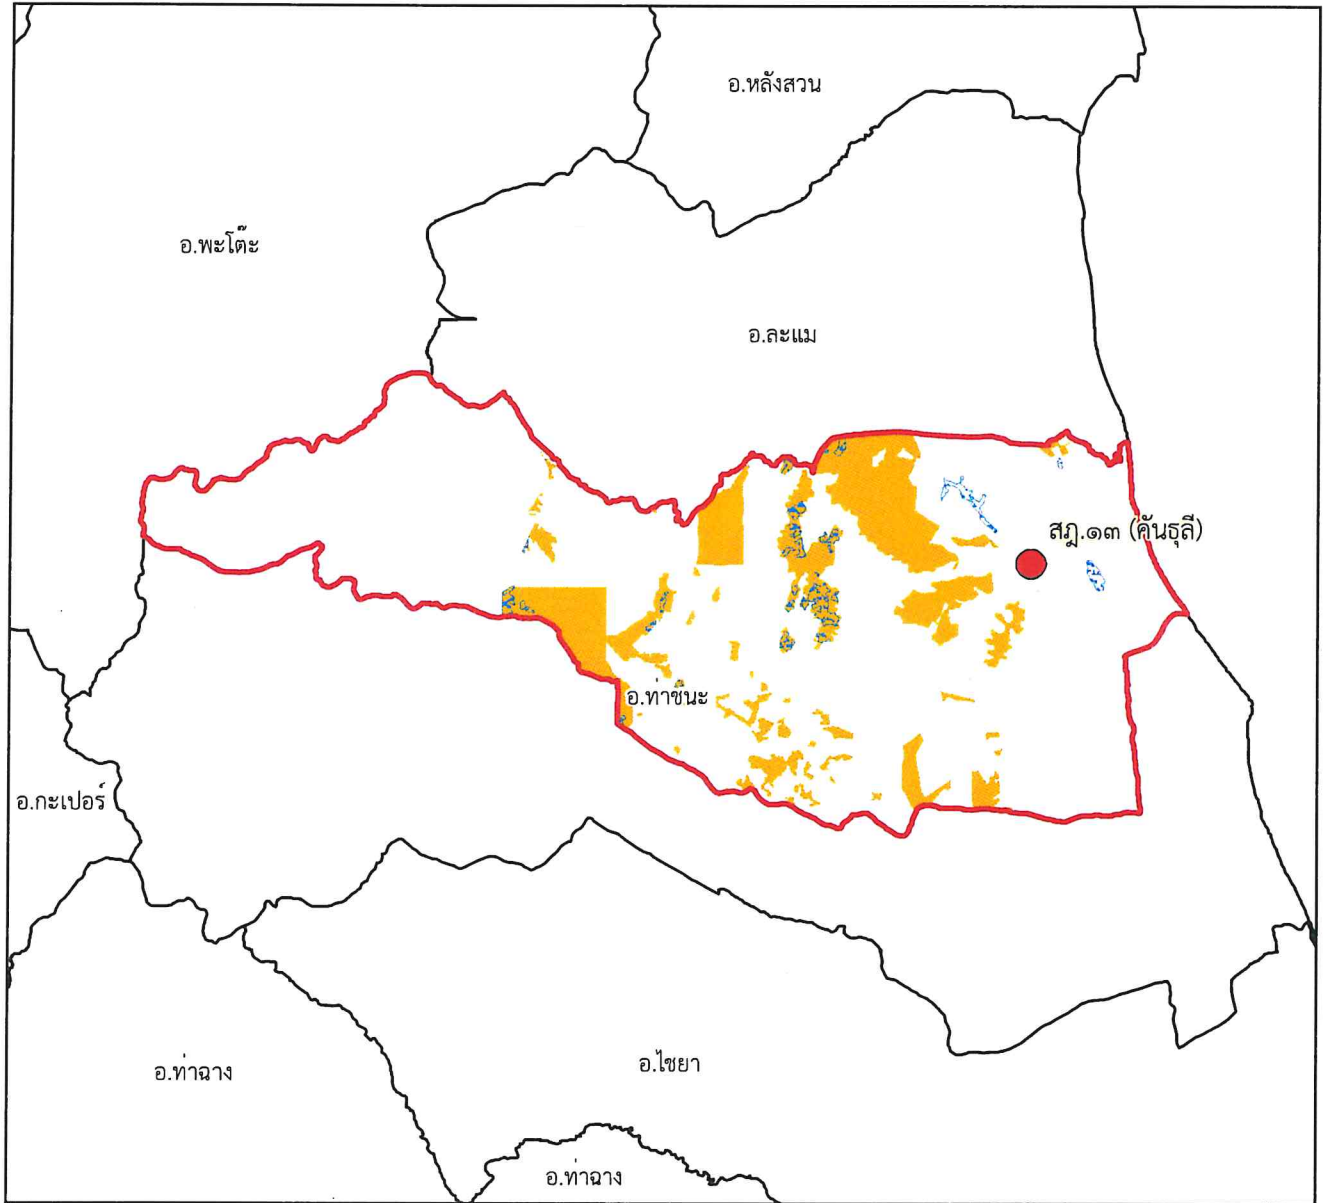 อ.หลังสวน
อ.พะโต๊ะ
อ.ละแม
สฎ.๑๓ (คันธุลี)
อ.ท่าชนะ
อ.กะเปอร์
อ.ไชยา
อ.ท่าฉาง
อ.ท่าฉาง